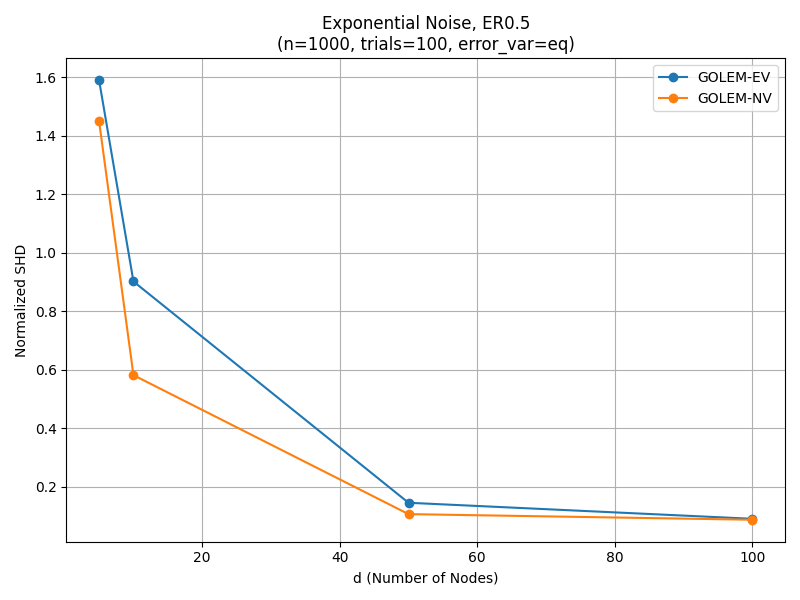 Exponential Noise, ER0.5
(n=1000, trials=100, error_var=eq)
GOLEM-EV
GOLEM-NV
Normalized SHD
1.6
1.4
1.2
1.0
0.8
0.6
0.4
0.2
20
40
60
80
100
d (Number of Nodes)